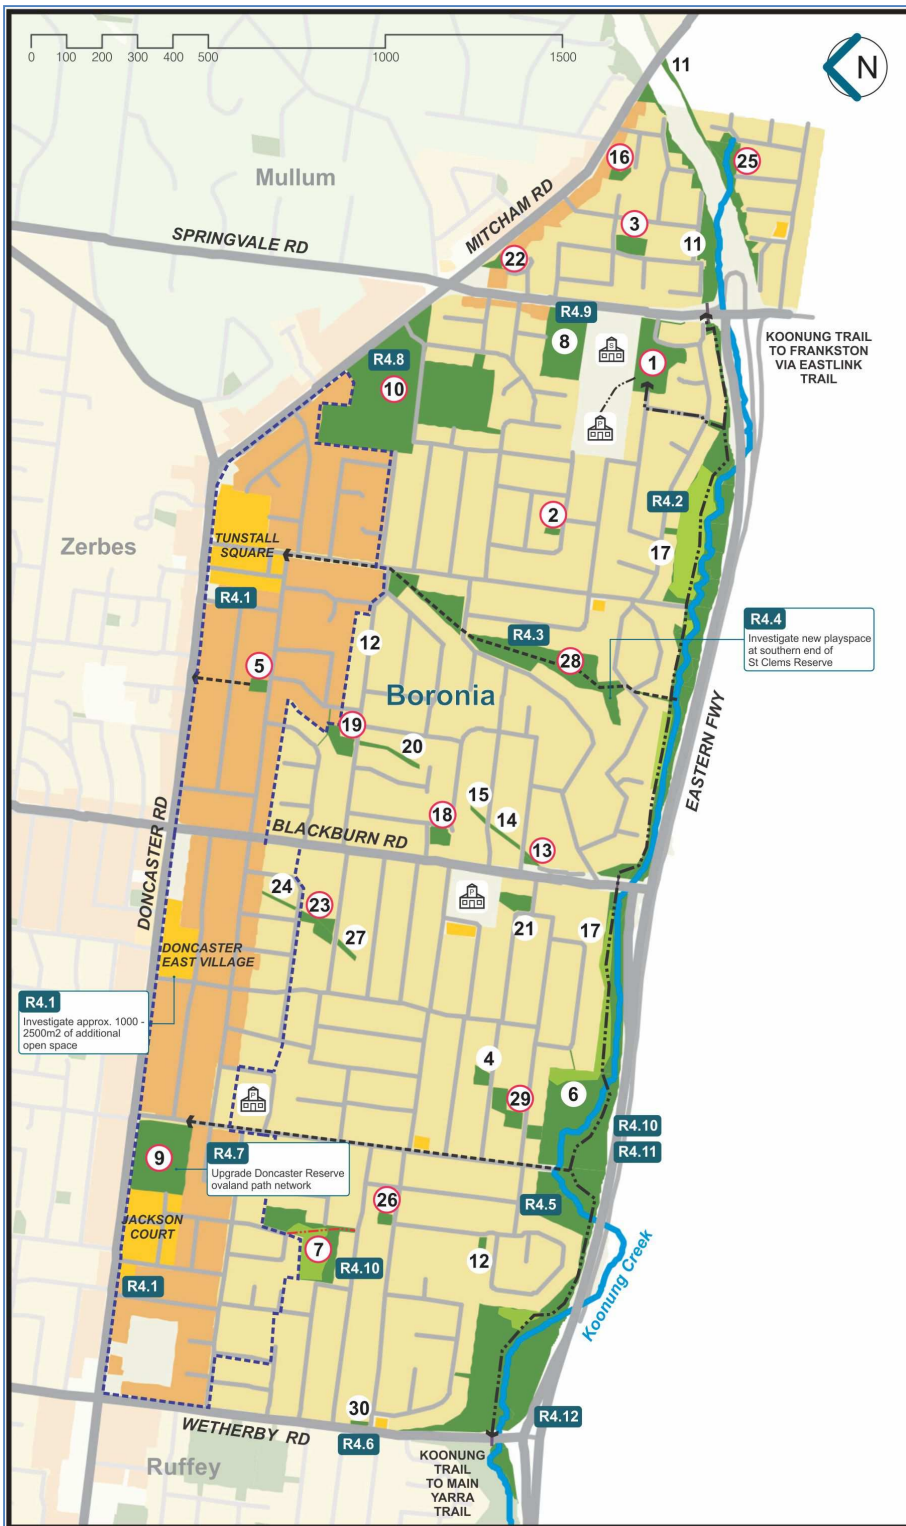 0 100 200 300 400 500 1000 1500
N
11
Mullum
16
25
MITCHAM RD
3
SPRINGVALE RD
11
22
R4.9
KOONUNG TRAIL
TO FRANKSTON
VIA EASTLINK
TRAIL
8
S
R4.8
1
10
P
R4.2
2
TUNSTALL
SQUARE
Zerbes
17
R4.1
R4.4
Investigate new playspace
at southern end of
St Clems Reserve
R4.3
12
28
5
Boronia
19
20
EASTERN FWY
15
18
14
BLACKBURN RD
13
DONCASTER RD
24
P
23
21
17
27
DONCASTER
EAST VILLAGE
R4.1
Investigate approx. 1000 -
2500m2 of additional
open space
4
6
29
P
R4.10
R4.11
9
R4.7
Upgrade Doncaster Reserve
ovaland path network
26
R4.5
JACKSON
COURT
7
12
R4.10
R4.1
Koonung Creek
30
R4.12
WETHERBY RD
R4.6
Ruffey
KOONUNG
TRAIL
TO MAIN
YARRA
TRAIL